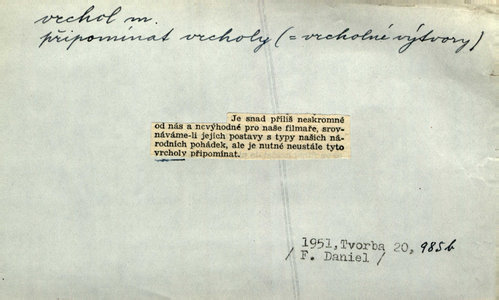 vrchol m.
připomínat vrcholy (= vrcholné výtvory)
Je snad příliš neskromné
od nás a nevýhodné pro naše filmaře, srov-
náváme-li jejich postavy s typy našich ná-
rodních pohádek, ale je nutné neustále tyto
vrcholy připomínat.
1951, Tvorba 20, 985b
/ F. Daniel /